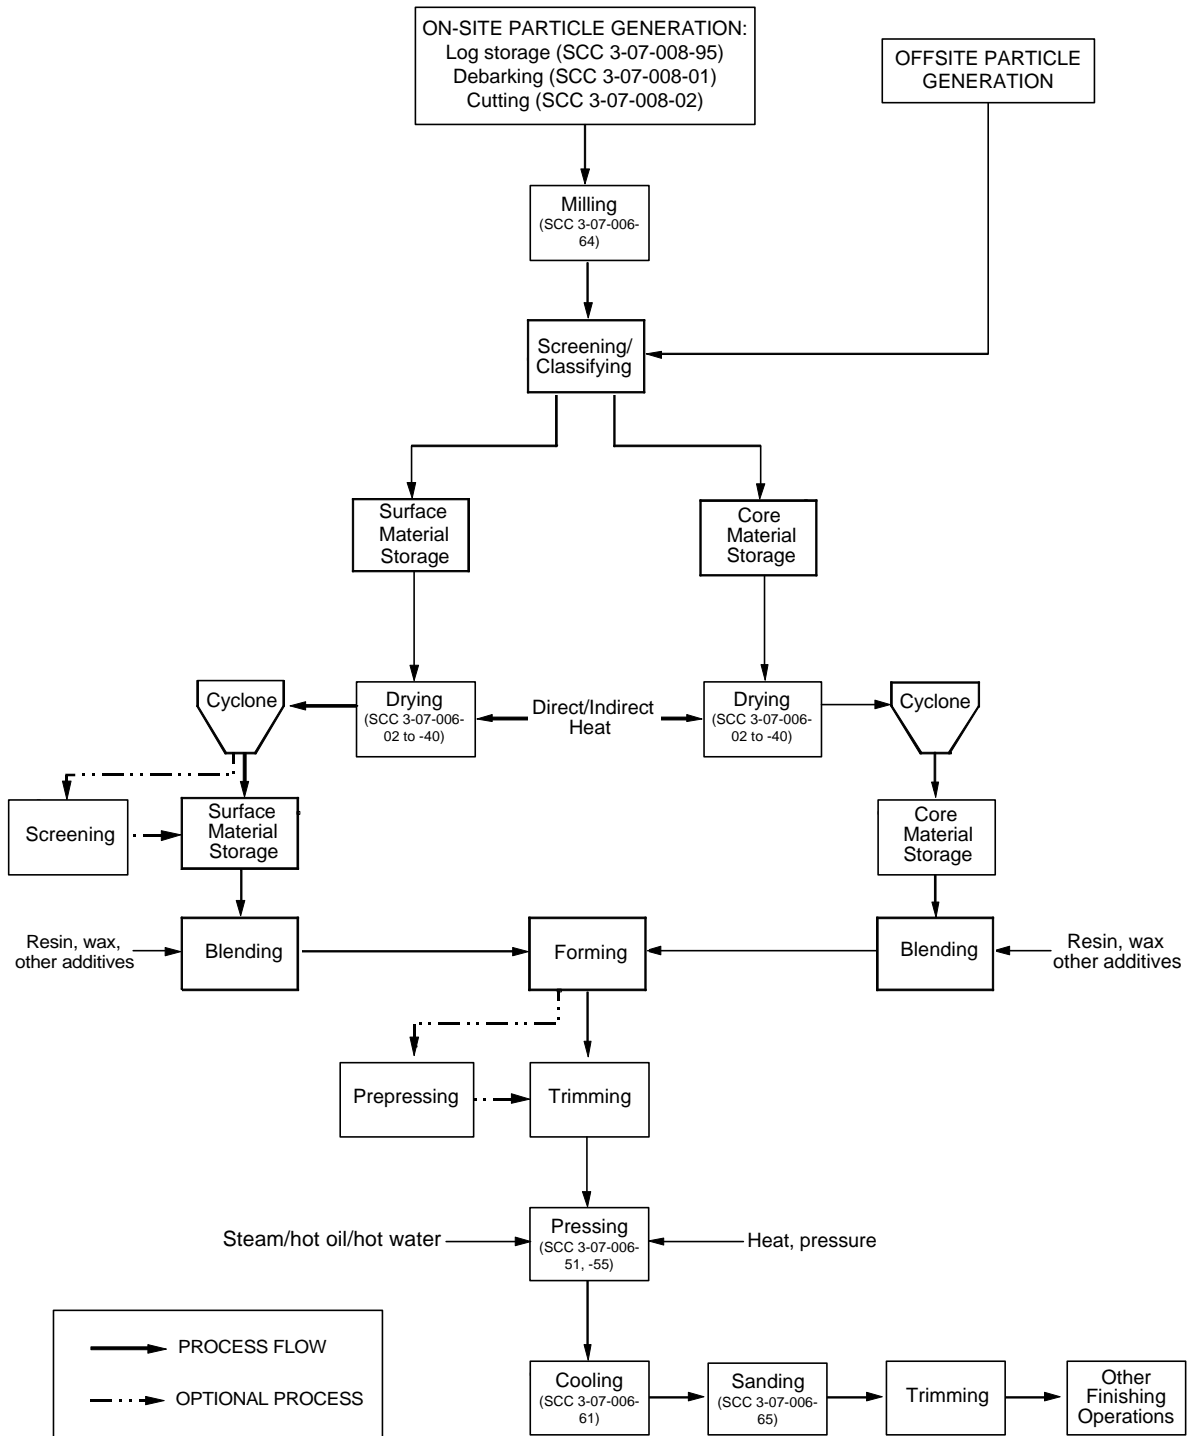 ON-SITE PARTICLE GENERATION:
Log storage (SCC 3-07-008-95)
Debarking (SCC 3-07-008-01)
Cutting (SCC 3-07-008-02)
OFFSITE PARTICLE
GENERATION
Milling
(SCC 3-07-006-
64)
Screening/
Classifying
Surface
Material
Storage
Core
Material
Storage
Cyclone
Drying
(SCC 3-07-006-
02 to -40)
Direct/Indirect
Heat
Drying
(SCC 3-07-006-
02 to -40)
Cyclone
Screening
Surface
Material
Storage
Core
Material
Storage
Resin, wax,
other additives
Blending
Forming
Blending
Resin, wax
other additives
Prepressing
Trimming
Steam/hot oil/hot water
Pressing
(SCC 3-07-006-
51, -55)
Heat, pressure
PROCESS FLOW
OPTIONAL PROCESS
Cooling
(SCC 3-07-006-
61)
Sanding
(SCC 3-07-006-
65)
Trimming
Other
Finishing
Operations